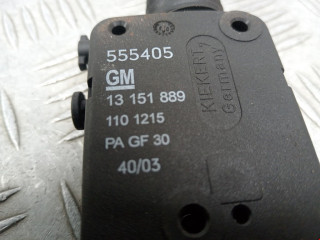 555405
GM
13 151 889
110 1215
PA GF 30
40/03
KIEKERT
Germany